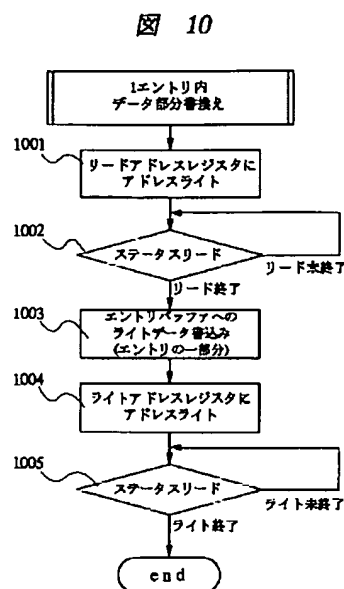 図 10
1エントリ内
データ部分書換え
1001
リードアドレスレジスタに
アドレスライト
1002
ステータスリード
リード未終了
リード終了
1003
エントリバッファへの
ライトデータ書込み
(エントリの一部分)
1004
ライトアドレスレジスタに
アドレスライト
1005
ステータスリード
ライト未終了
ライト終了
end